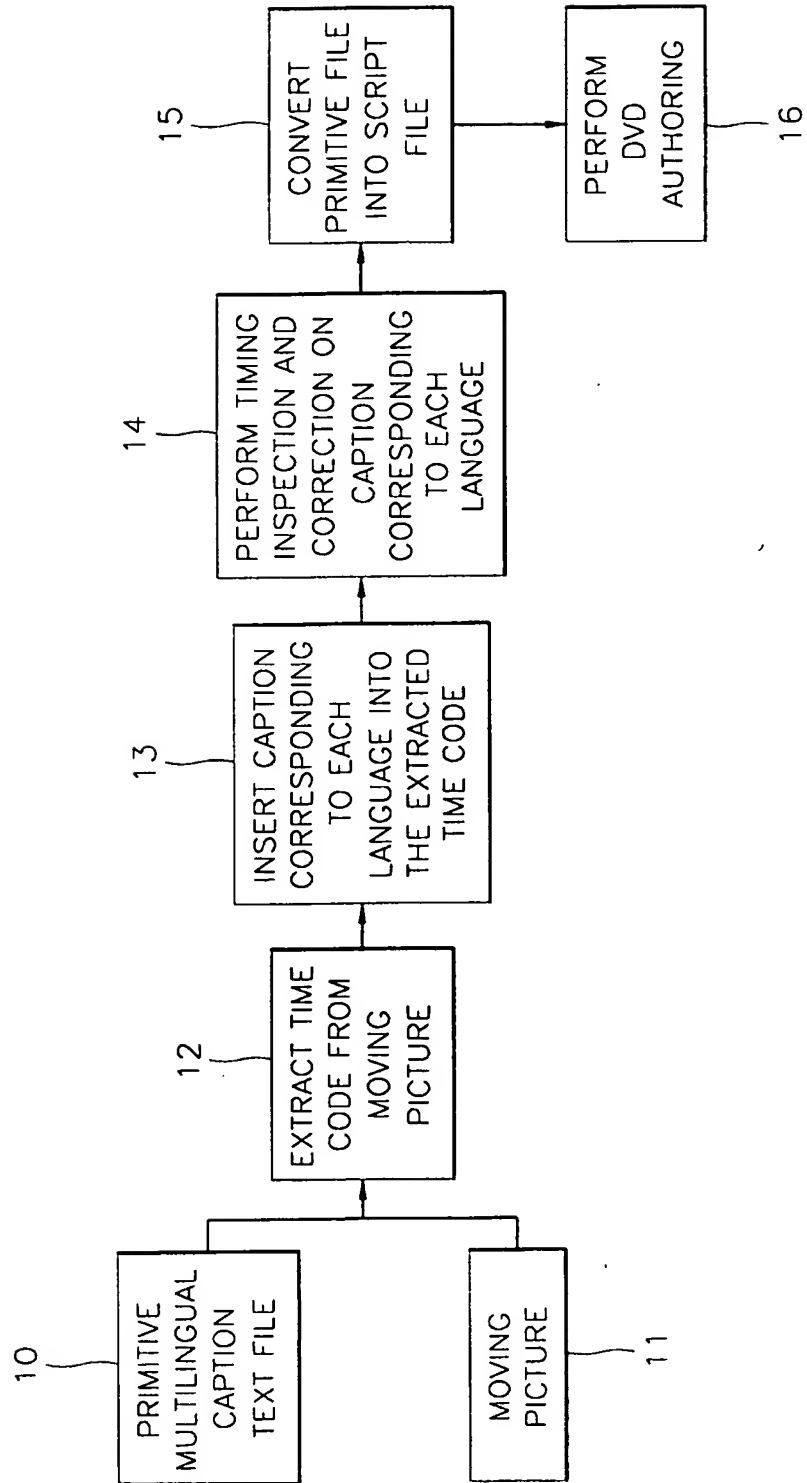 10
PRIMITIVE
MULTILINGUAL
CAPTION
TEXT FILE
MOVING
PICTURE
11
12
EXTRACT TIME
CODE FROM
MOVING
PICTURE
13
INSERT CAPTION
CORRESPONDING
TO EACH
LANGUAGE INTO
THE EXTRACTED
TIME CODE
14
PERFORM TIMING
INSPECTION AND
CORRECTION ON
CAPTION
CORRESPONDING
TO EACH
LANGUAGE
15
CONVERT
PRIMITIVE FILE
INTO SCRIPT
FILE
PERFORM
DVD
AUTHORING
16